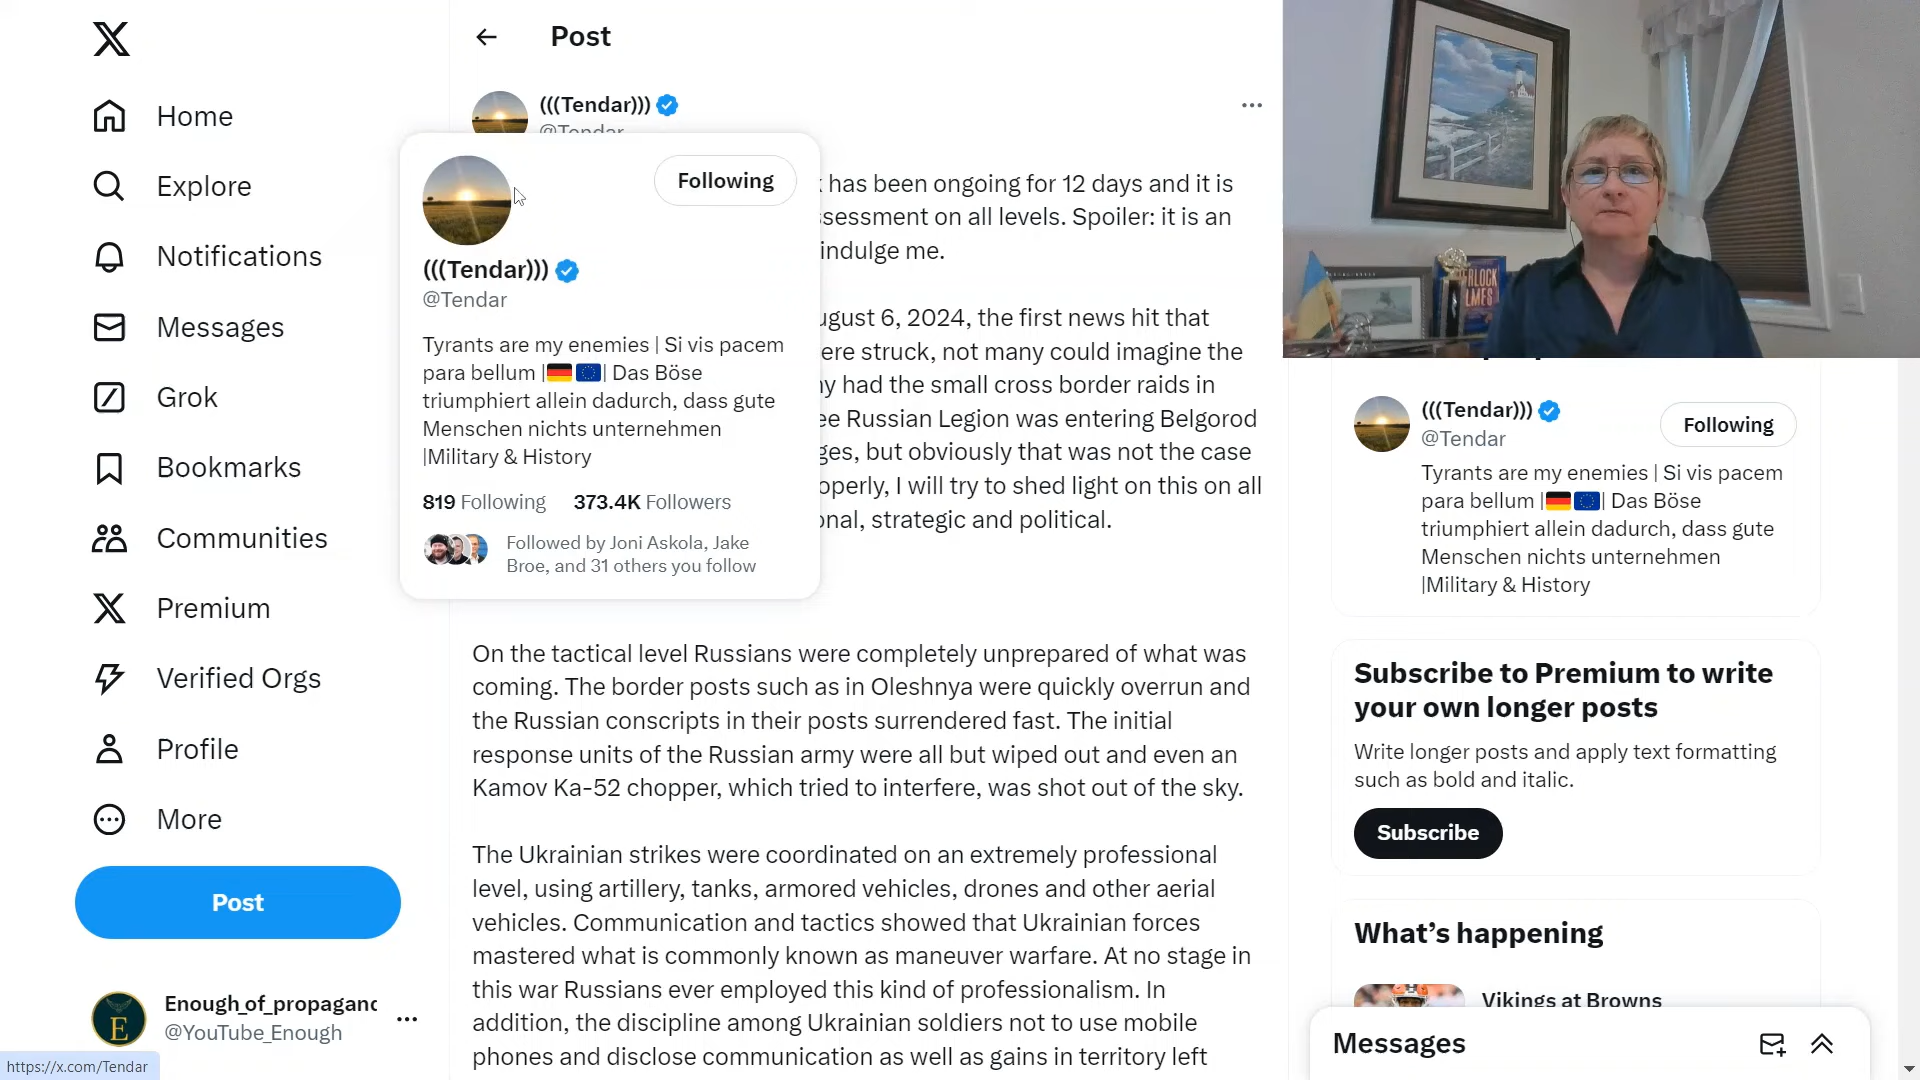 Home
Explore
Notifications
Messages
Grok
Bookmarks
Communities
Premium
Verified Orgs
Profile
More
Post
Enough_of_propaganc
@YouTube_Enough
https://x.com/Tendar
Post
(((Tendar)))
@Tendar
Following
(((Tendar)))
@Tendar
Tyrants are my enemies | Si vis pacem
para bellum | | Das Böse
triumphiert allein dadurch, dass gute
Menschen nichts unternehmen
|Military & History
819 Following 373.4K Followers
Followed by Joni Askola, Jake
Broe, and 31 others you follow
has been ongoing for 12 days and it is
ssessment on all levels. Spoiler: it is an
indulge me.
ugust 6, 2024, the first news hit that
ere struck, not many could imagine the
y had the small cross border raids in
ee Russian Legion was entering Belgorod
ges, but obviously that was not the case
operly, I will try to shed light on this on all
onal, strategic and political.
On the tactical level Russians were completely unprepared of what was
coming. The border posts such as in Oleshnya were quickly overrun and
the Russian conscripts in their posts surrendered fast. The initial
response units of the Russian army were all but wiped out and even an
Kamov Ka-52 chopper, which tried to interfere, was shot out of the sky.
The Ukrainian strikes were coordinated on an extremely professional
level, using artillery, tanks, armored vehicles, drones and other aerial
vehicles. Communication and tactics showed that Ukrainian forces
mastered what is commonly known as maneuver warfare. At no stage in
this war Russians ever employed this kind of professionalism. In
addition, the discipline among Ukrainian soldiers not to use mobile
phones and disclose communication as well as gains in territory left
(((Tendar)))
@Tendar
Following
Tyrants are my enemies | Si vis pacem
para bellum | | Das Böse
triumphiert allein dadurch, dass gute
Menschen nichts unternehmen
|Military & History
Subscribe to Premium to write
your own longer posts
Write longer posts and apply text formatting
such as bold and italic.
Subscribe
What's happening
Vikings at Browns
Messages